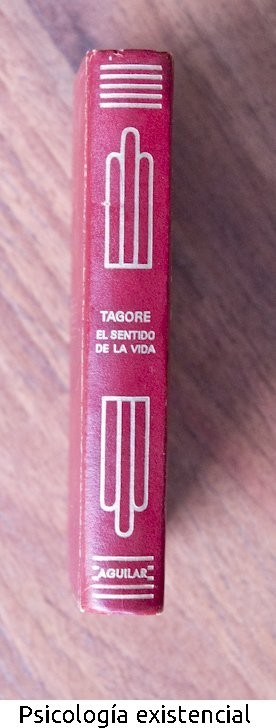 TAGORE
EL SENTIDO
DE LA VIDA
AGUILAR
Psicología existencial